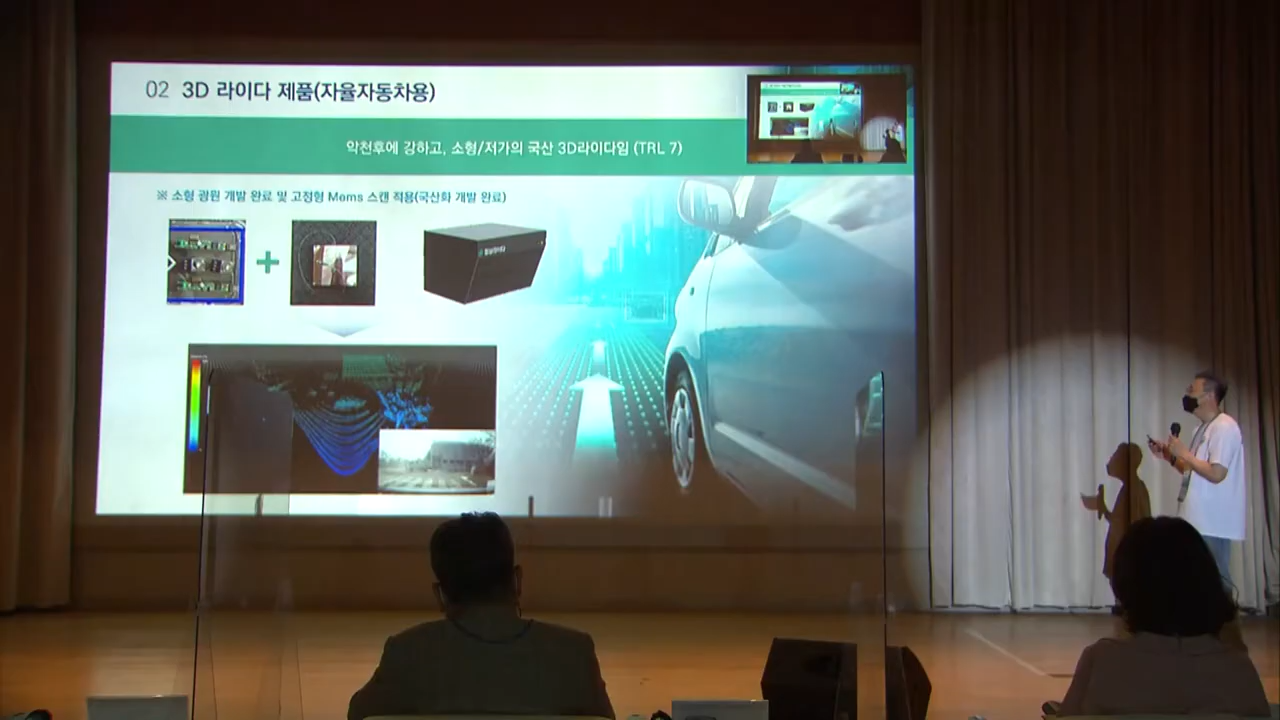 02 3D 라이다 제품(자율자동차용)
악천후에 강하고, 소형/저가의 국산 3D라이다임 (TRL 7)
※ 소형 광원 개발 완료 및 고정형 Mems 스캔 적용(국산화 개발 완료)